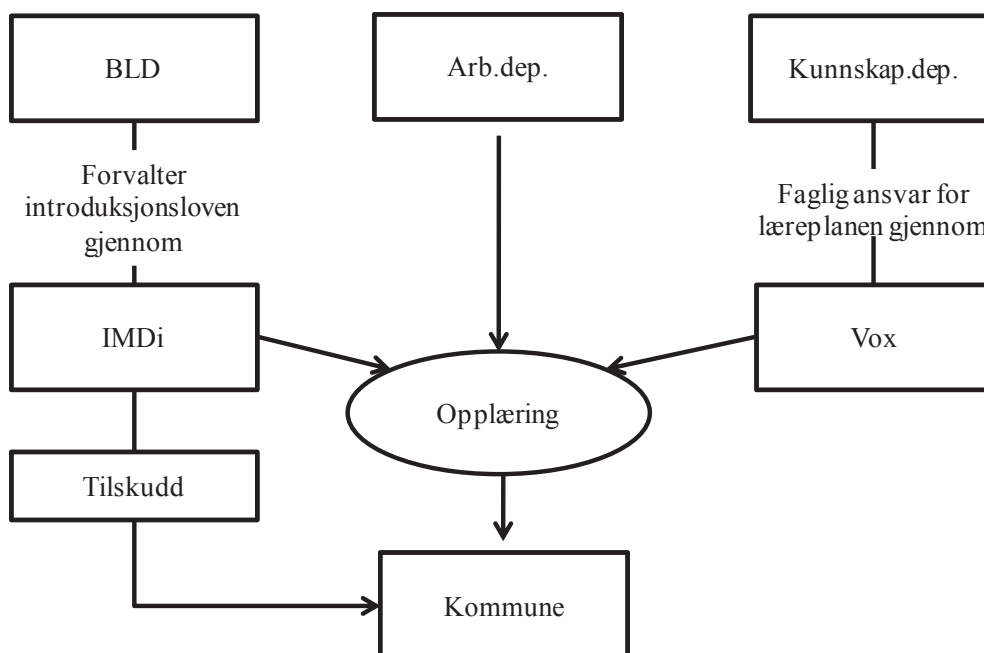 BLD
Arb.dep.
Kunnskap.dep.
Forvalter
introduksjonsloven
gjennom
Faglig ansvar for
læreplanen gjennom
IMDi
Vox
Opplæring
Tilskudd
Kommune